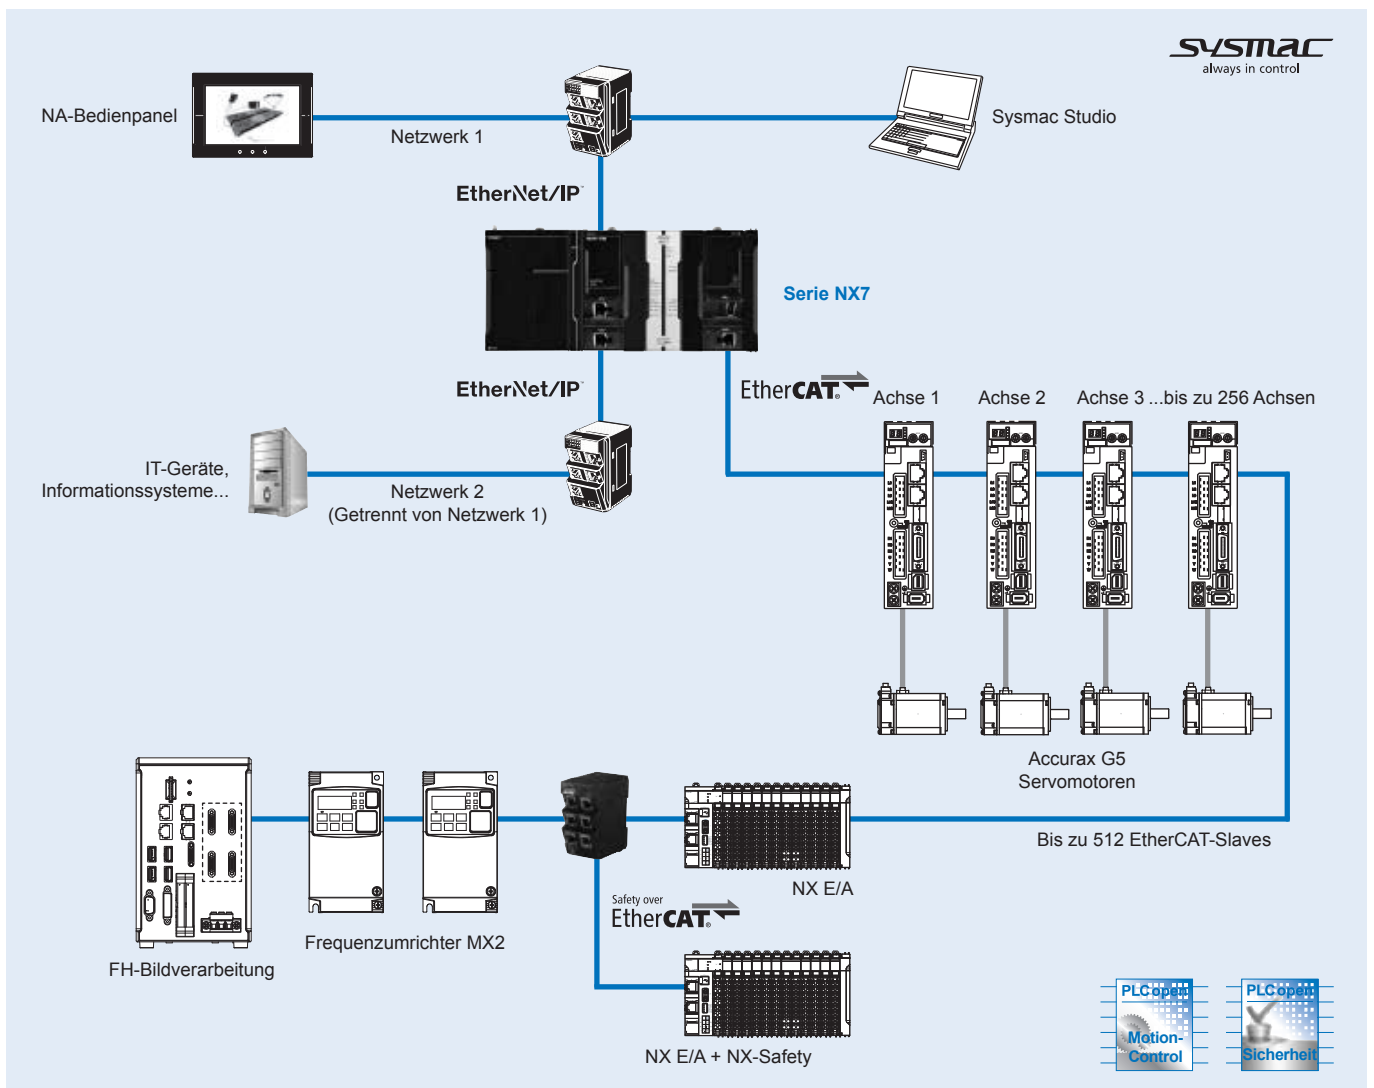 sysmac
always in control
NA-Bedienpanel
Netzwerk 1
Sysmac Studio
EtherNet/IP
Serie NX7
EtherNet/IP
EtherCAT®
Achse 1
Achse 2
Achse 3 ...bis zu 256 Achsen
IT-Geräte,
Informationssysteme...
Netzwerk 2
(Getrennt von Netzwerk 1)
Accurax G5
Servomotoren
Bis zu 512 EtherCAT-Slaves
NX E/A
Safety over
EtherCAT®
Frequenzumrichter MX2
FH-Bildverarbeitung
NX E/A + NX-Safety
PLCopen
Motion-
Control
PLCopen
Sicherheit